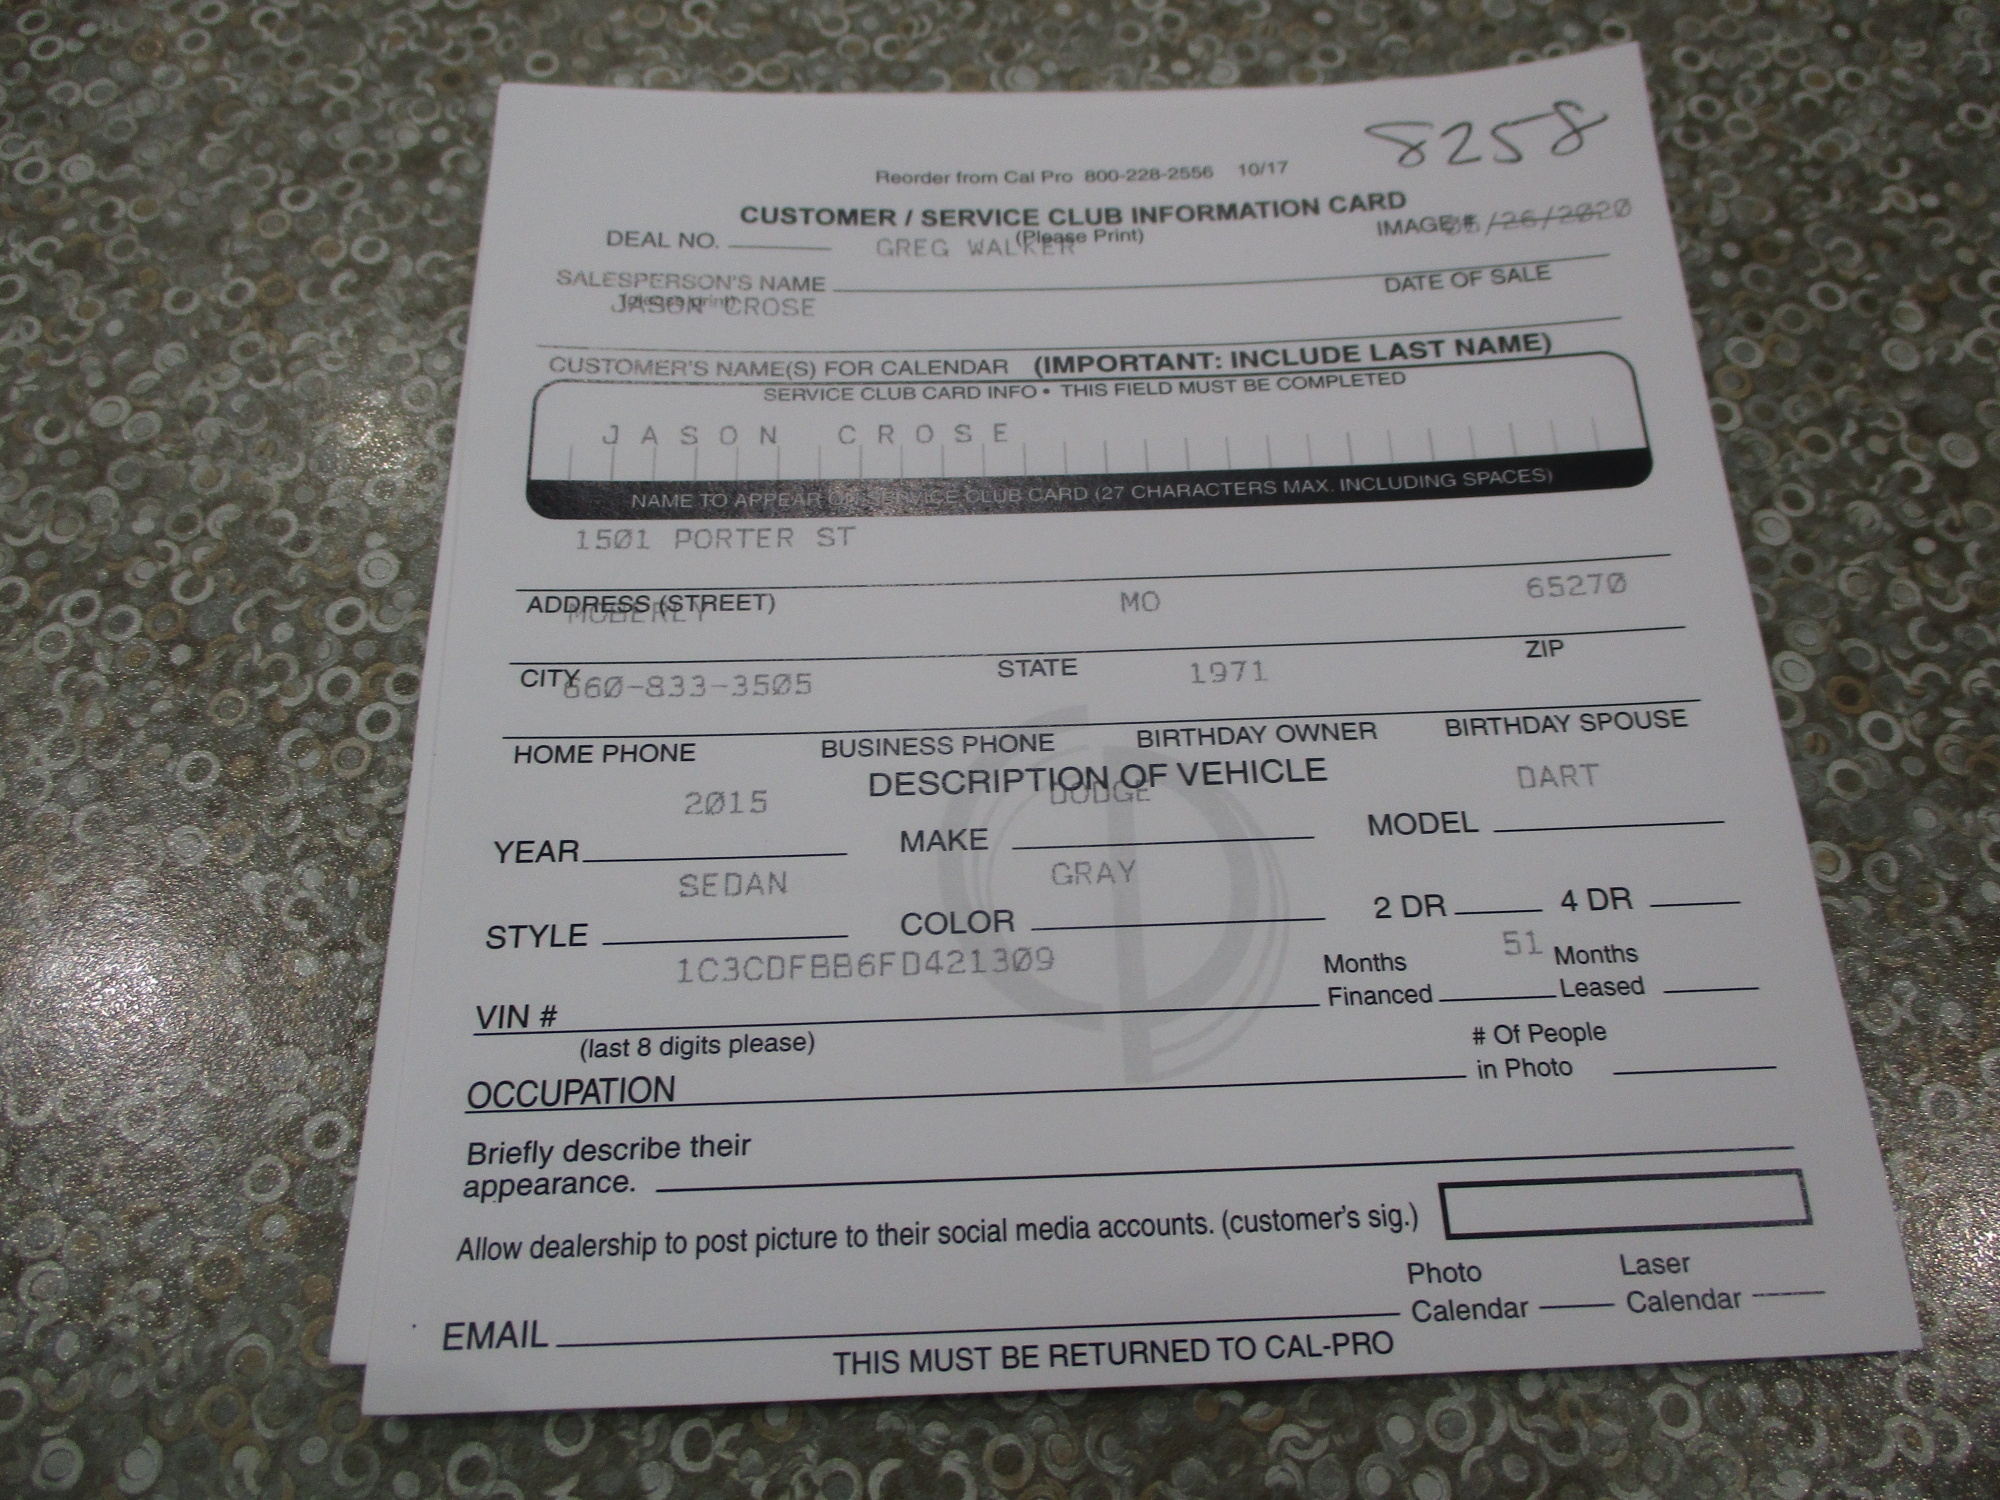 8258
Reorder from Cal Pro 800-228-2556 10/17
CUSTOMER / SERVICE CLUB INFORMATION CARD
DEAL NO. GREG WALKER (Please Print) IMAGE # /26/2020
SALESPERSON'S NAME DATE OF SALE
(please print) JASON CROSE
CUSTOMER'S NAME(S) FOR CALENDAR (IMPORTANT: INCLUDE LAST NAME)
SERVICE CLUB CARD INFO • THIS FIELD MUST BE COMPLETED
JASON CROSE
NAME TO APPEAR ON SERVICE CLUB CARD (27 CHARACTERS MAX. INCLUDING SPACES)
1501 PORTER ST
ADDRESS (STREET)
MOBERLY MO 65270
CITY STATE ZIP
660-833-3505 1971
HOME PHONE BUSINESS PHONE BIRTHDAY OWNER BIRTHDAY SPOUSE
DESCRIPTION OF VEHICLE
2015 DODGE DART
YEAR MAKE MODEL
SEDAN GRAY
STYLE COLOR 2 DR 4 DR
1C3CDFBB6FD421309 51
VIN # Months Financed Months Leased
(last 8 digits please)
OCCUPATION # Of People in Photo
Briefly describe their
appearance.
Allow dealership to post picture to their social media accounts. (customer's sig.)
EMAIL Photo Calendar Laser Calendar
THIS MUST BE RETURNED TO CAL-PRO